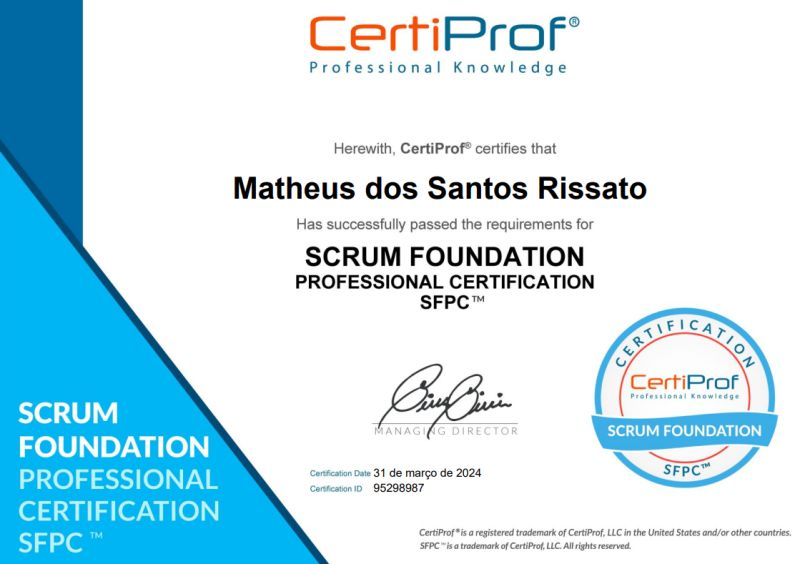 CertiProf®
Professional Knowledge
Herewith, CertiProf® certifies that
Matheus dos Santos Rissato
Has successfully passed the requirements for
SCRUM FOUNDATION
PROFESSIONAL CERTIFICATION
SFPC™
MANAGING DIRECTOR
Certification Date 31 de março de 2024
Certification ID 95298987
SCRUM
FOUNDATION
PROFESSIONAL
CERTIFICATION
SFPC ™
CERTIFICATION
CertiProf
Professional Knowledge
SCRUM FOUNDATION
SFPC™
CertiProf® is a registered trademark of CertiProf, LLC in the United States and/or other countries.
SFPC™ is a trademark of CertiProf, LLC. All rights reserved.